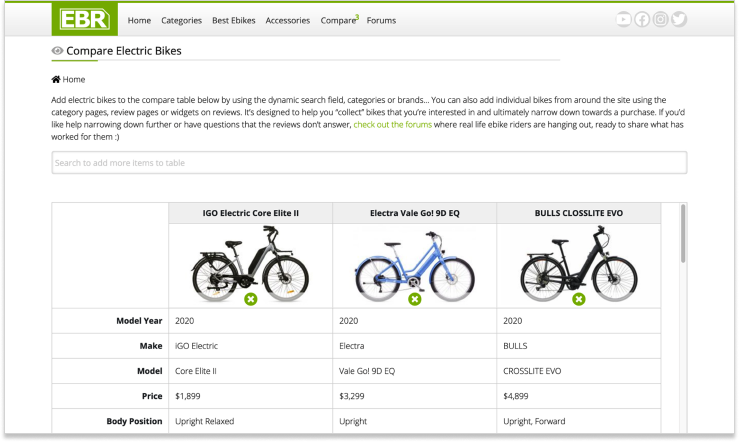 EBR
Home Categories Best Ebikes Accessories Compare3 Forums
Compare Electric Bikes
Home
Add electric bikes to the compare table below by using the dynamic search field, categories or brands... You can also add individual bikes from around the site using the
category pages, review pages or widgets on reviews. It's designed to help you "collect" bikes that you're interested in and ultimately narrow down towards a purchase. If you'd
like help narrowing down further or have questions that the reviews don't answer, check out the forums where real life ebike riders are hanging out, ready to share what has
worked for them :)
Search to add more items to table
IGO Electric Core Elite II Electra Vale Go! 9D EQ BULLS CLOSSLITE EVO
Model Year 2020 2020 2020
Make iGO Electric Electra BULLS
Model Core Elite II Vale Go! 9D EQ CROSSLITE EVO
Price $1,899 $3,299 $4,899
Body Position Upright Relaxed Upright Upright, Forward